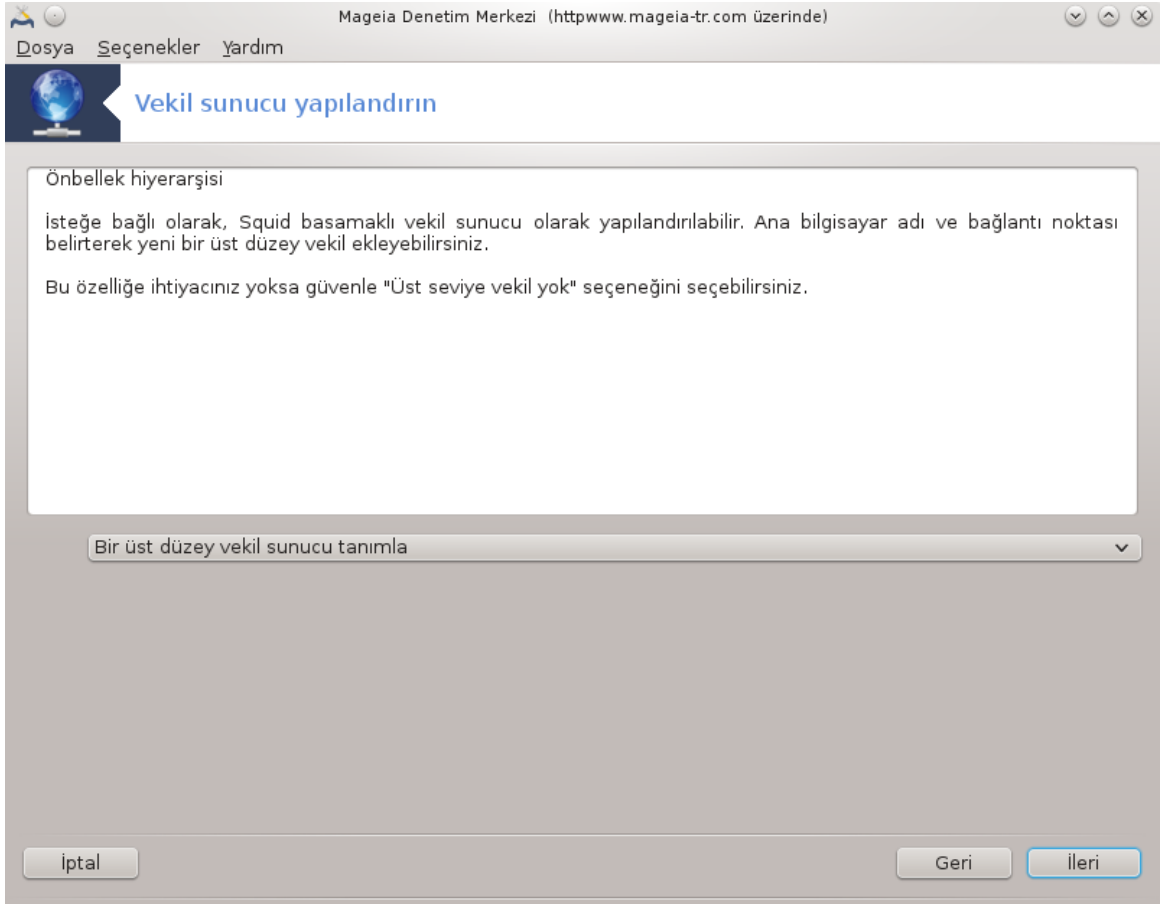 Mageia Denetim Merkezi (httpwww.mageia-tr.com üzerinde)
Dosya Seçenekler Yardım
Vekil sunucu yapılandırın
Önbellek hiyerarşisi
İsteğe bağlı olarak, Squid basamaklı vekil sunucu olarak yapılandırılabilir. Ana bilgisayar adı ve bağlantı noktası
belirterek yeni bir üst düzey vekil ekleyebilirsiniz.
Bu özelliğe ihtiyacınız yoksa güvenle "Üst seviye vekil yok" seçeneğini seçebilirsiniz.
Bir üst düzey vekil sunucu tanımla
İptal Geri İleri